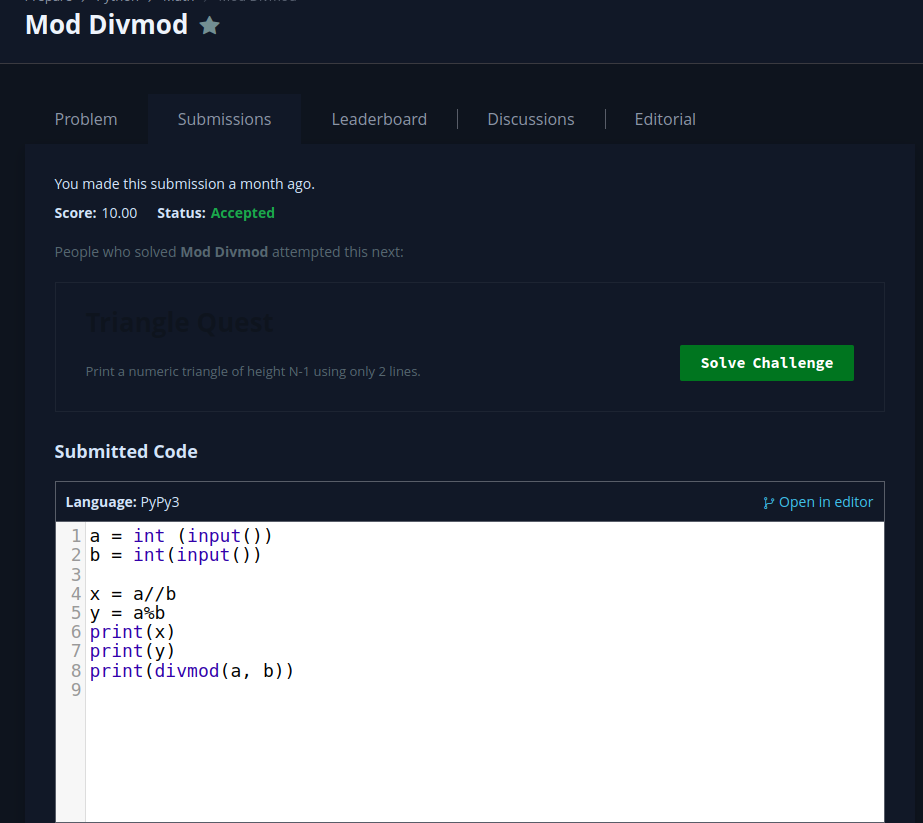 Mod Divmod
Problem
Submissions
Leaderboard
Discussions
Editorial
You made this submission a month ago.
Score: 10.00 Status: Accepted
People who solved Mod Divmod attempted this next:
Triangle Quest
Print a numeric triangle of height N-1 using only 2 lines.
Solve Challenge
Submitted Code
Language: PyPy3
Open in editor
1 a = int (input())
2 b = int(input())
3
4 x = a//b
5 y = a%b
6 print(x)
7 print(y)
8 print(divmod(a, b))
9